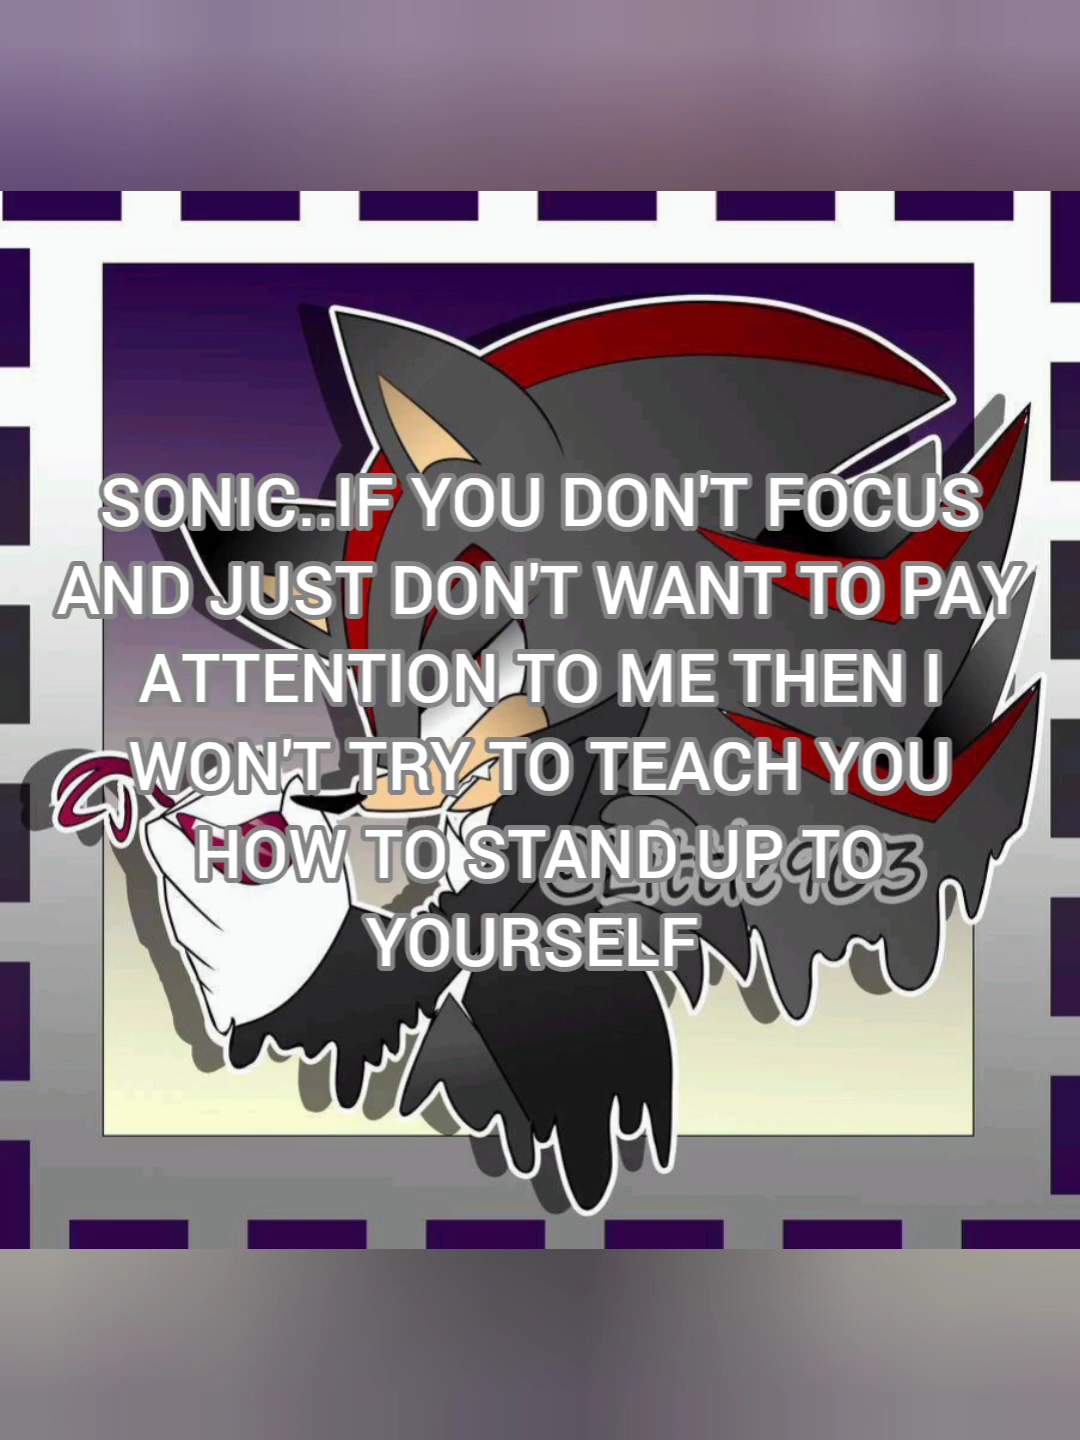 SONIC..IF YOU DON'T FOCUS
AND JUST DON'T WANT TO PAY
ATTENTION TO ME THEN I
WON'T TRY TO TEACH YOU
HOW TO STAND UP TO
YOURSELF